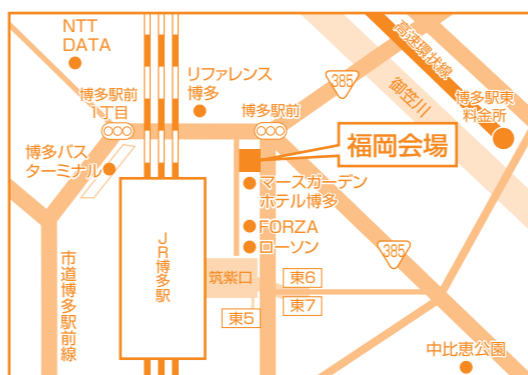 NTT
DATA
リファレンス
博多
385
高速環状線
御笠川
博多駅東
料金所
博多駅前
1丁目
博多駅前
福岡会場
博多バス
ターミナル
マースガーデン
ホテル博多
FORZA
ローソン
JR博多駅
市道博多駅前線
筑紫口
東6
東5
東7
385
中比恵公園